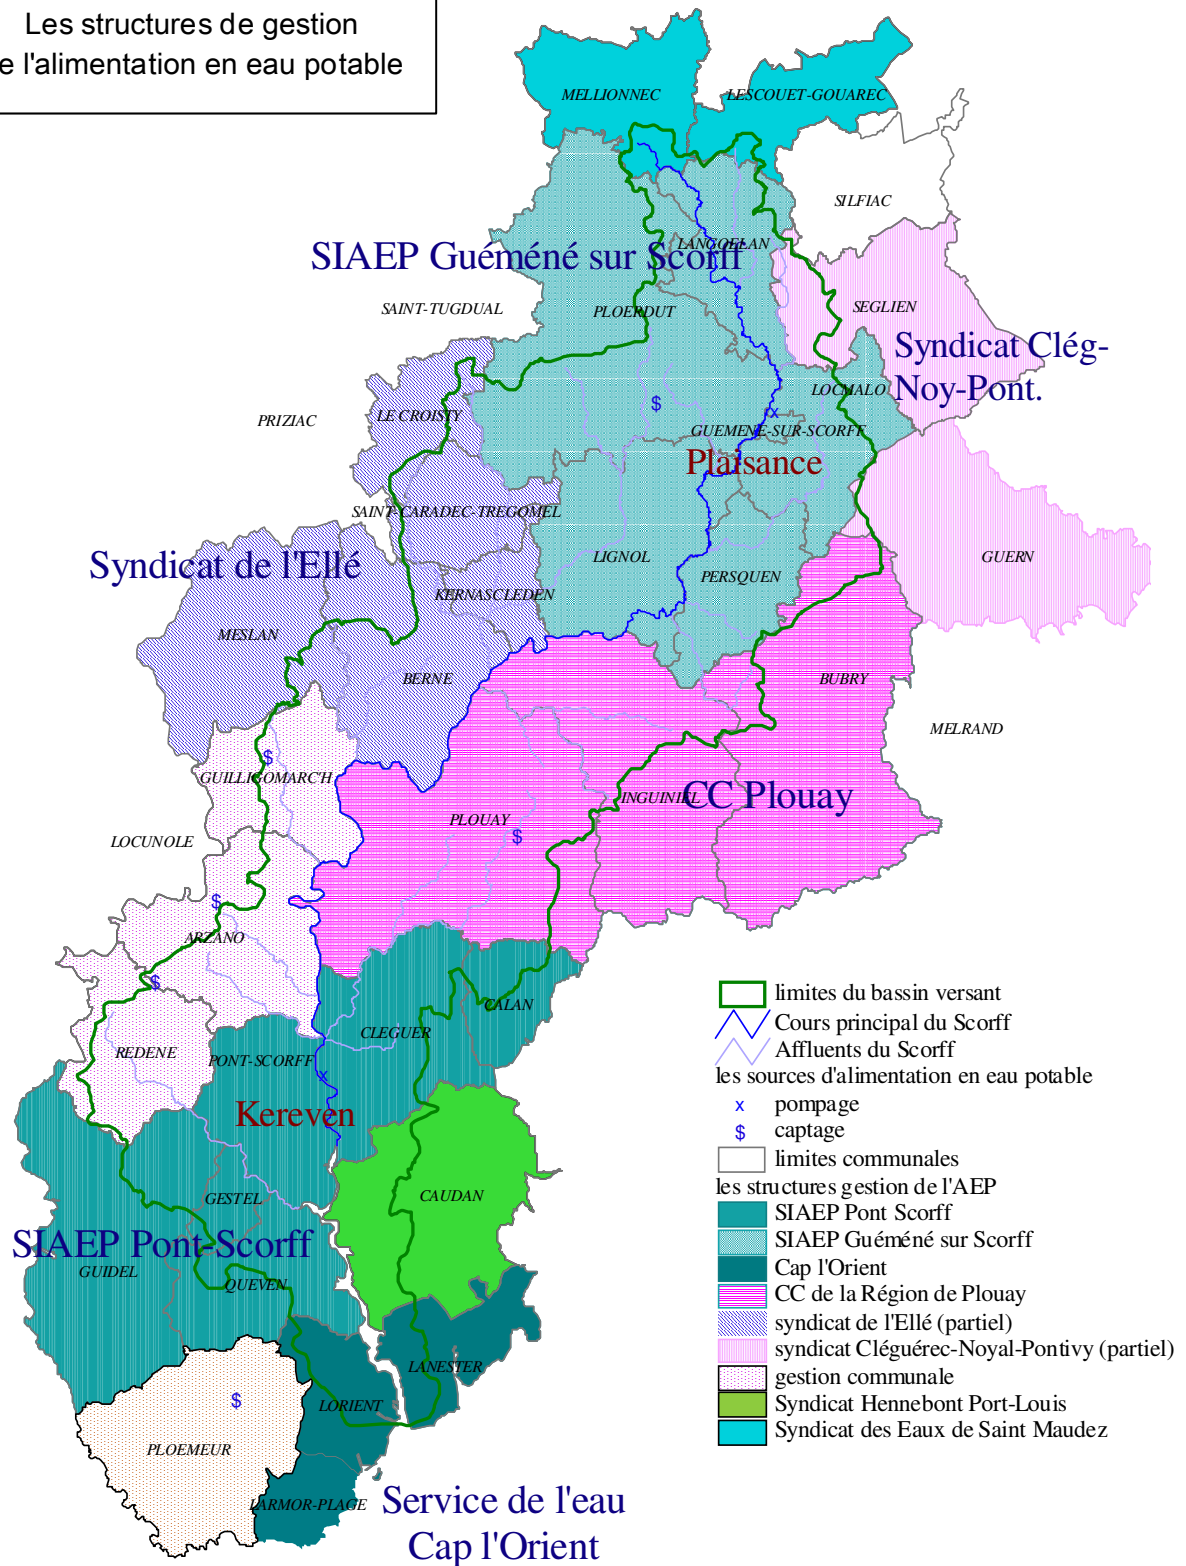 Les structures de gestion
e l'alimentation en eau potable
MELLIONNEC
LESCOUET-GOUAREC
SILFIAC
LANGOELAN
SIAEP Guéméné sur Scorff
SAINT-TUGDUAL
PLOERDUT
SEGLIEN
Syndicat Clég-
Noy-Pont.
LOCMALO
PRIZIAC
LE CROISTY
$
x
GUEMENE-SUR-SCORFF
Plaisance
SAINT-CARADEC-TREGOMEL
Syndicat de l'Ellé
LIGNOL
PERSQUEN
GUERN
KERNASCLEDEN
MESLAN
BERNE
BUBRY
MELRAND
$
GUILLIGOMARC'H
INGUINIEL
CC Plouay
PLOUAY
$
LOCUNOLE
$
ARZANO
$
CALAN
CLEGUER
REDENE
PONT-SCORFF
x
Kereven
GESTEL
CAUDAN
SIAEP Pont-Scorff
GUIDEL
QUEVEN
LANESTER
$
LORIENT
PLOEMEUR
LARMOR-PLAGE
Service de l'eau
Cap l'Orient
limites du bassin versant
Cours principal du Scorff
Affluents du Scorff
les sources d'alimentation en eau potable
x pompage
$ captage
limites communales
les structures gestion de l'AEP
SIAEP Pont Scorff
SIAEP Guéméné sur Scorff
Cap l'Orient
CC de la Région de Plouay
syndicat de l'Ellé (partiel)
syndicat Cléguérec-Noyal-Pontivy (partiel)
gestion communale
Syndicat Hennebont Port-Louis
Syndicat des Eaux de Saint Maudez